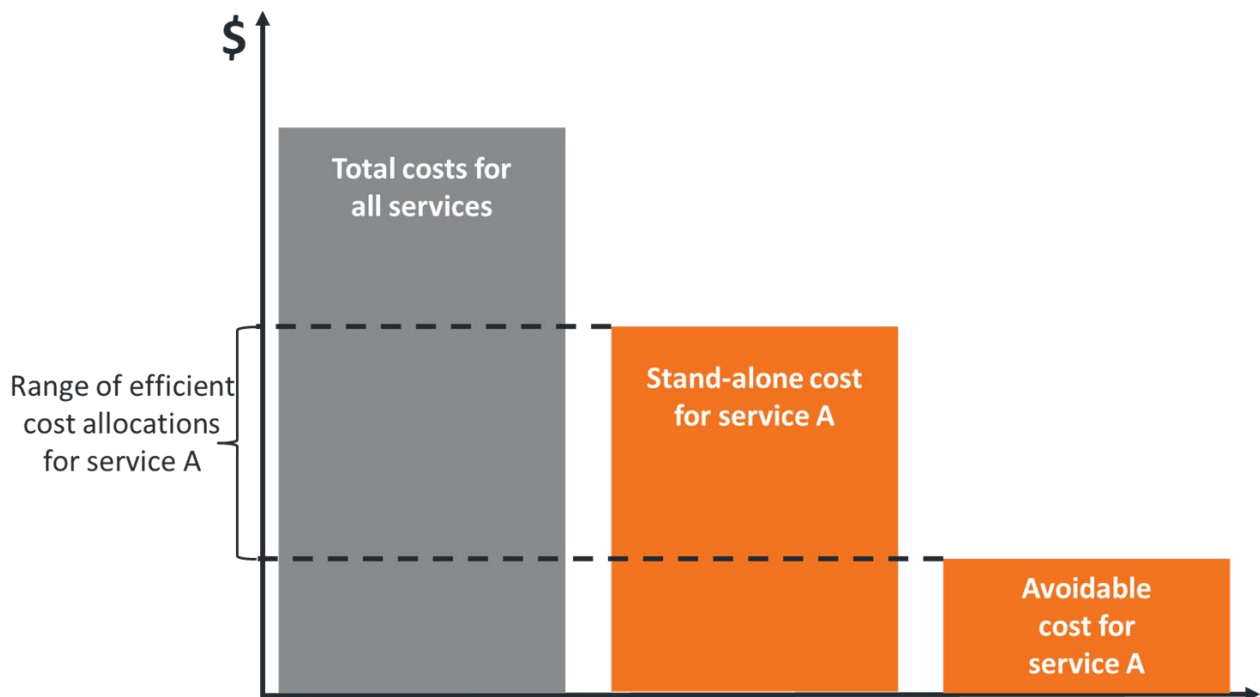 $
Total costs for
all services
Range of efficient
cost allocations
for service A
Stand-alone cost
for service A
Avoidable
cost for
service A